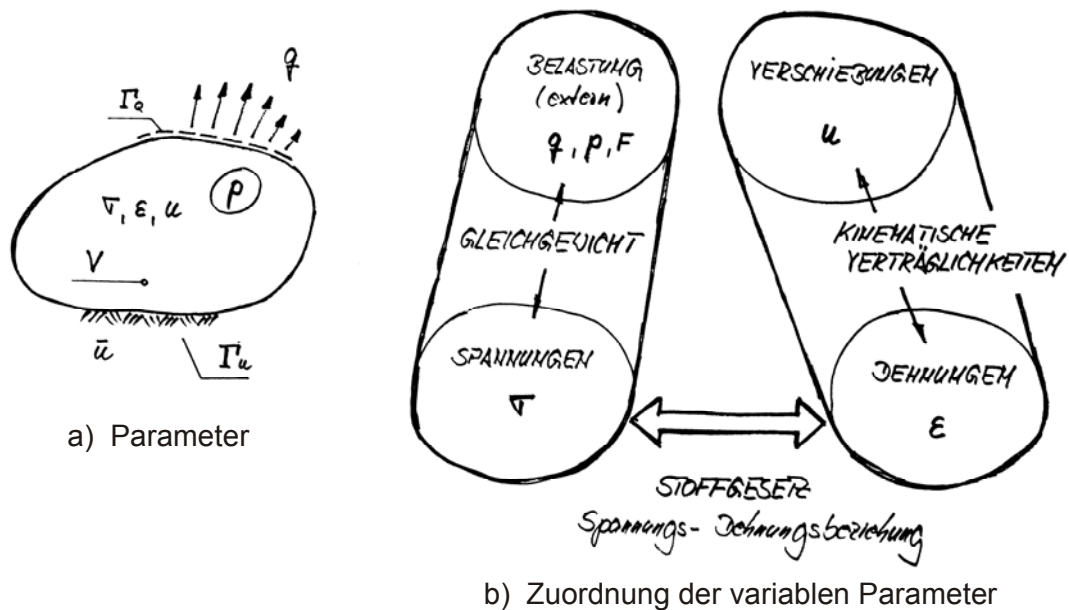 q
Γq
p
σ, ε, u
V
ū
Γu
a) Parameter
BELASTUNG
(extern)
q, p, F
GLEICHGEWICHT
SPANNUNGEN
σ
VERSCHIEBUNGEN
u
KINEMATISCHE
VERTRÄGLICHKEITEN
DEHNUNGEN
ε
STOFFGESETZ
Spannungs- Dehnungsbeziehung
b) Zuordnung der variablen Parameter